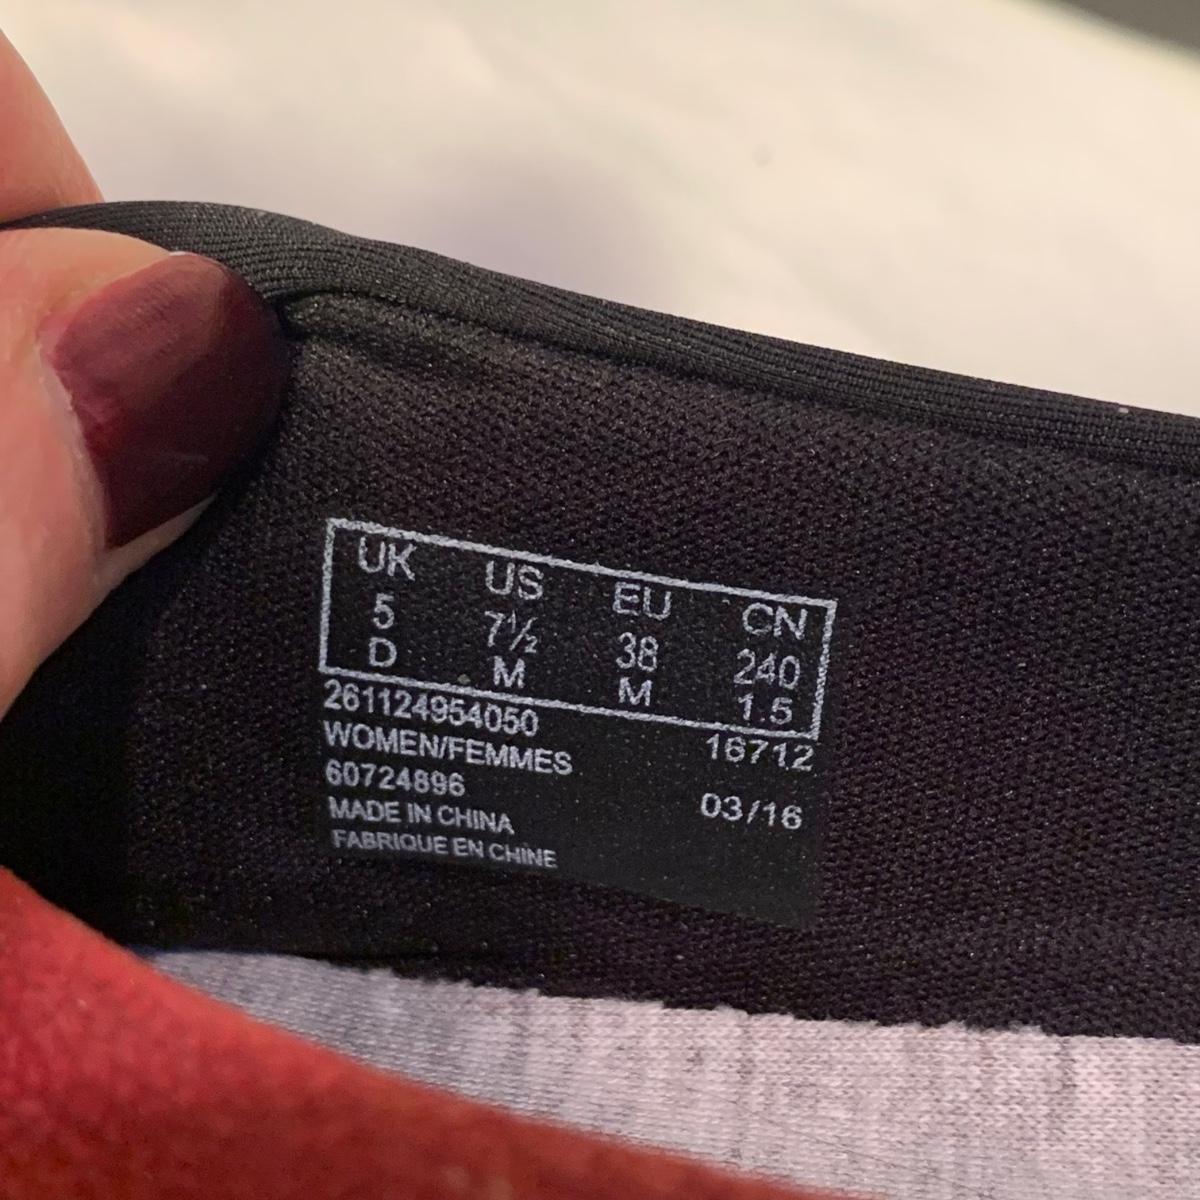 UK US EU CN
5 7½ 38 240
D M M 1.5
261124954050
16712
WOMEN/FEMMES
60724896
03/16
MADE IN CHINA
FABRIQUE EN CHINE